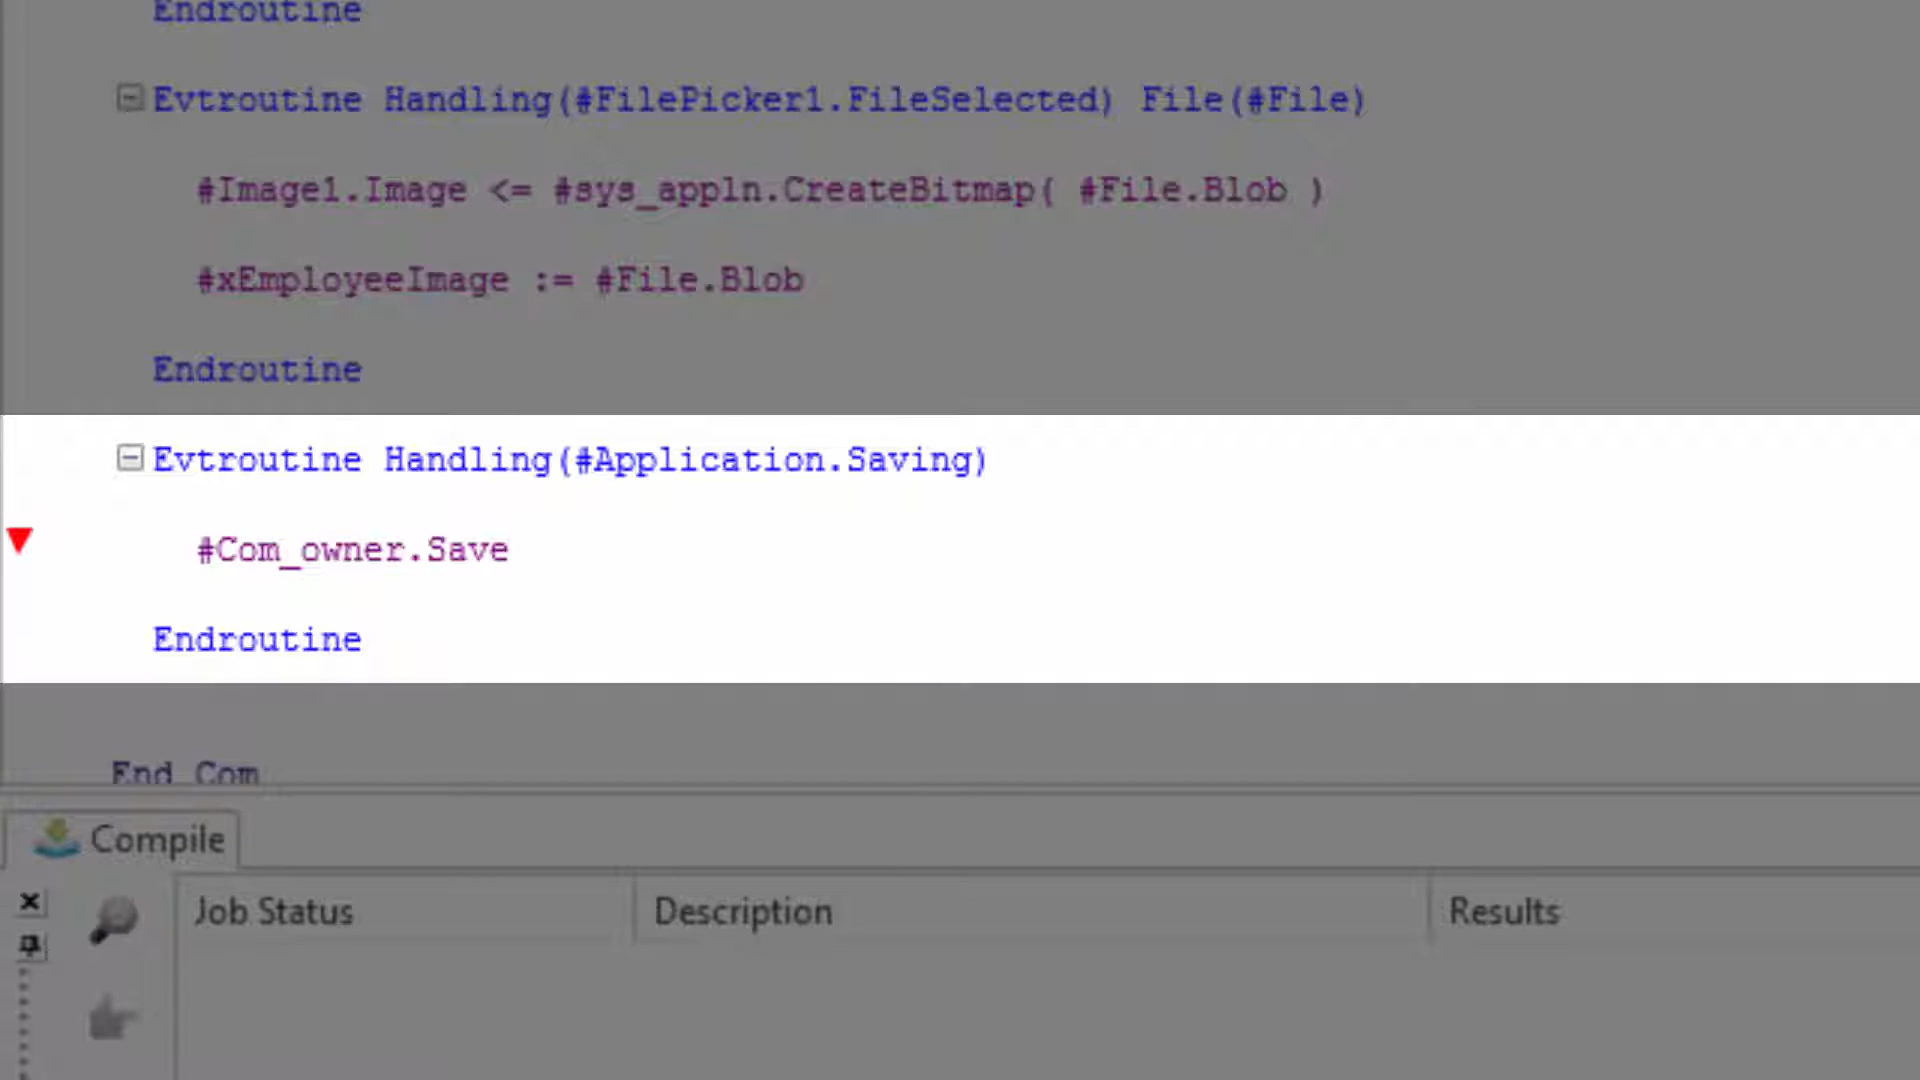 Endroutine
Evtroutine Handling(#FilePicker1.FileSelected) File(#File)
#Image1.Image <= #sys_appln.CreateBitmap( #File.Blob )
#xEmployeeImage := #File.Blob
Endroutine
Evtroutine Handling(#Application.Saving)
#Com_owner.Save
Endroutine
End_Com
Compile
Job Status Description Results